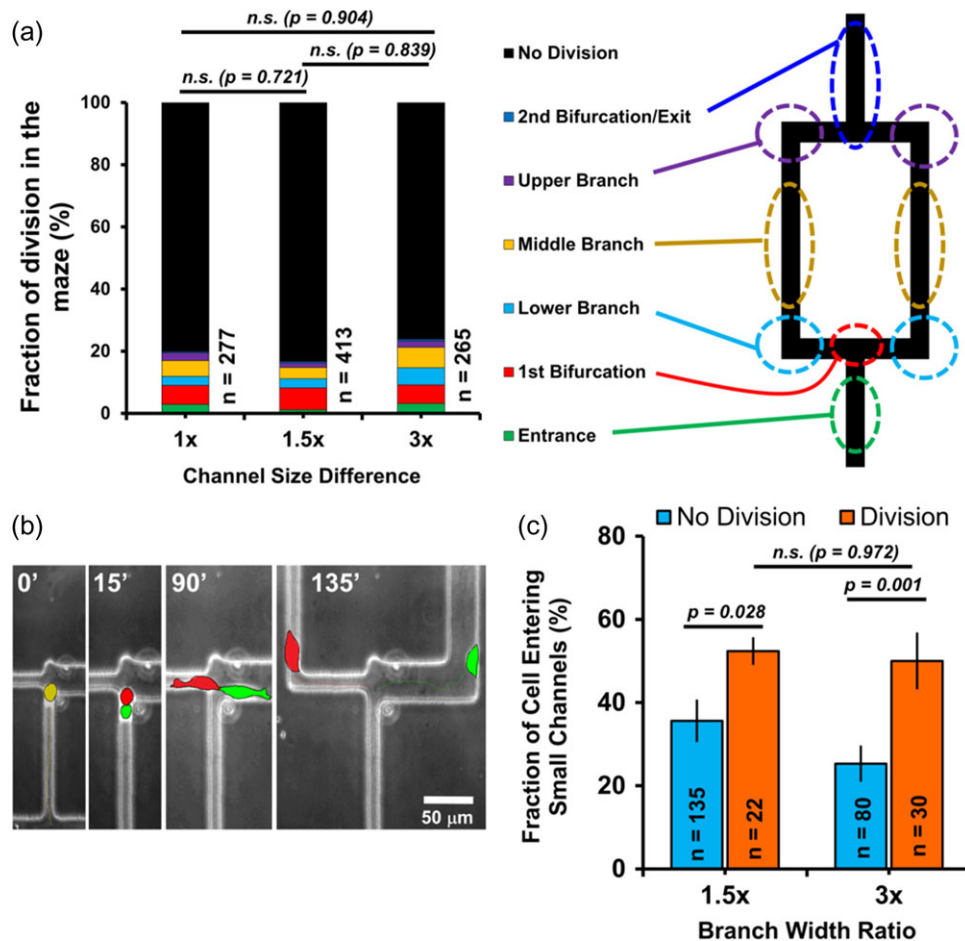 (a)
n.s. (p = 0.904)
n.s. (p = 0.839)
n.s. (p = 0.721)
Fraction of division in the
maze (%)
100
80
60
40
20
0
n = 277
n = 413
n = 265
1x
1.5x
3x
Channel Size Difference
No Division
2nd Bifurcation/Exit
Upper Branch
Middle Branch
Lower Branch
1st Bifurcation
Entrance
(b)
0’
15’
90’
135’
50 μm
(c)
No Division
Division
n.s. (p = 0.972)
p = 0.028
p = 0.001
Fraction of Cell Entering
Small Channels (%)
80
60
40
20
0
n = 135
n = 22
n = 80
n = 30
1.5x
3x
Branch Width Ratio